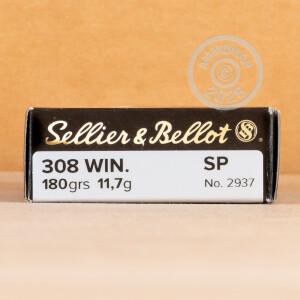 Sellier & Bellot
308 WIN.
SP
180grs 11,7g
No. 2937